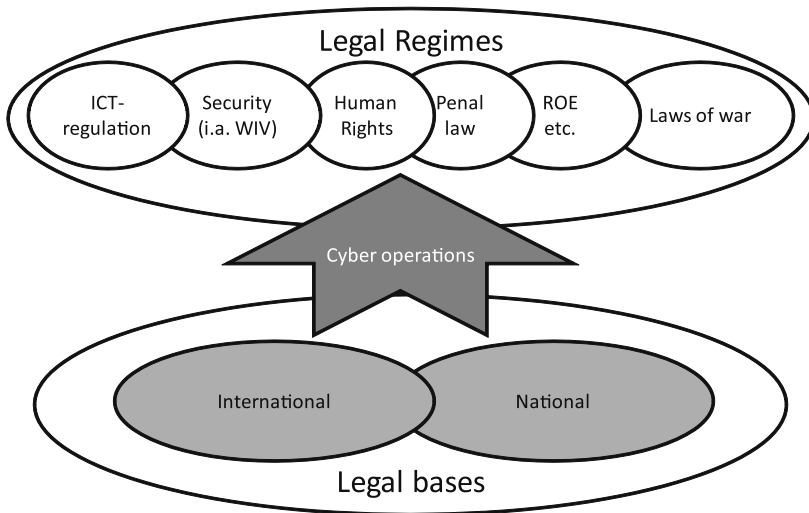 Legal Regimes
ICT-
regulation
Security
(i.a. WIV)
Human
Rights
Penal
law
ROE
etc.
Laws of war
Cyber operations
International
National
Legal bases